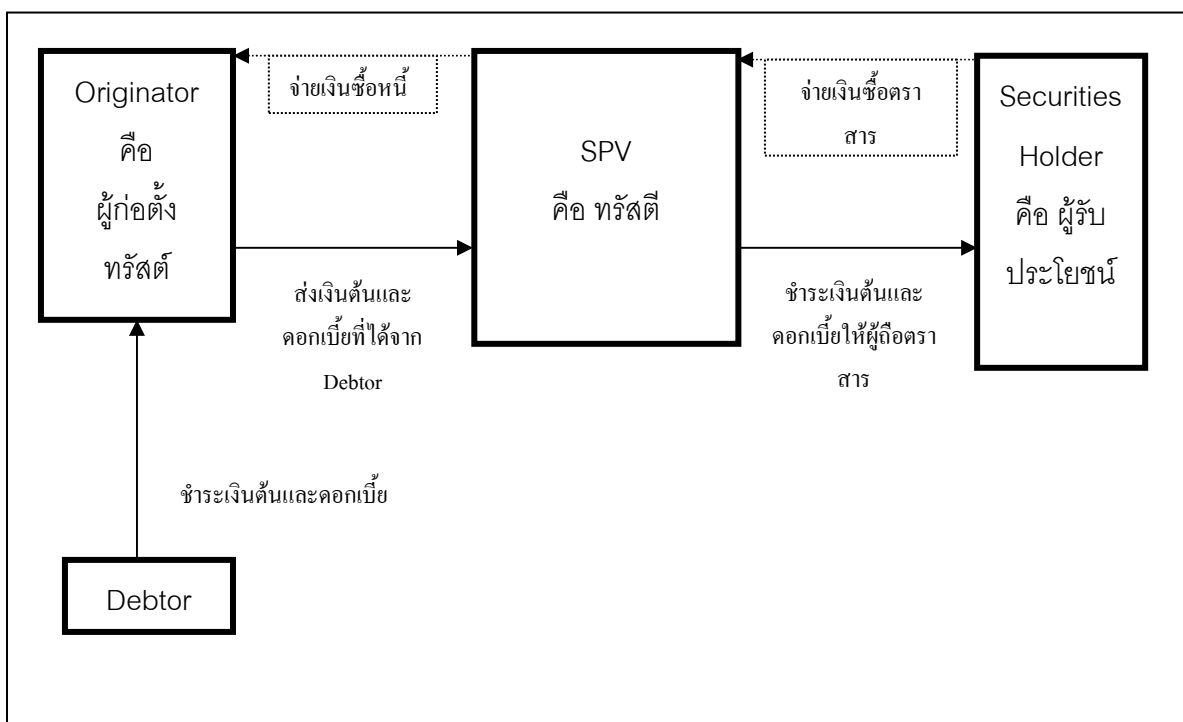 Originator
คือ
ผู้ก่อตั้ง
ทรัสต์
จ่ายเงินซื้อหนี้
SPV
คือ ทรัสตี
จ่ายเงินซื้อตรา
สาร
Securities
Holder
คือ ผู้รับ
ประโยชน์
ส่งเงินต้นและ
ดอกเบี้ยที่ได้จาก
Debtor
ชำระเงินต้นและ
ดอกเบี้ยให้ผู้ถือตรา
สาร
ชำระเงินต้นและดอกเบี้ย
Debtor